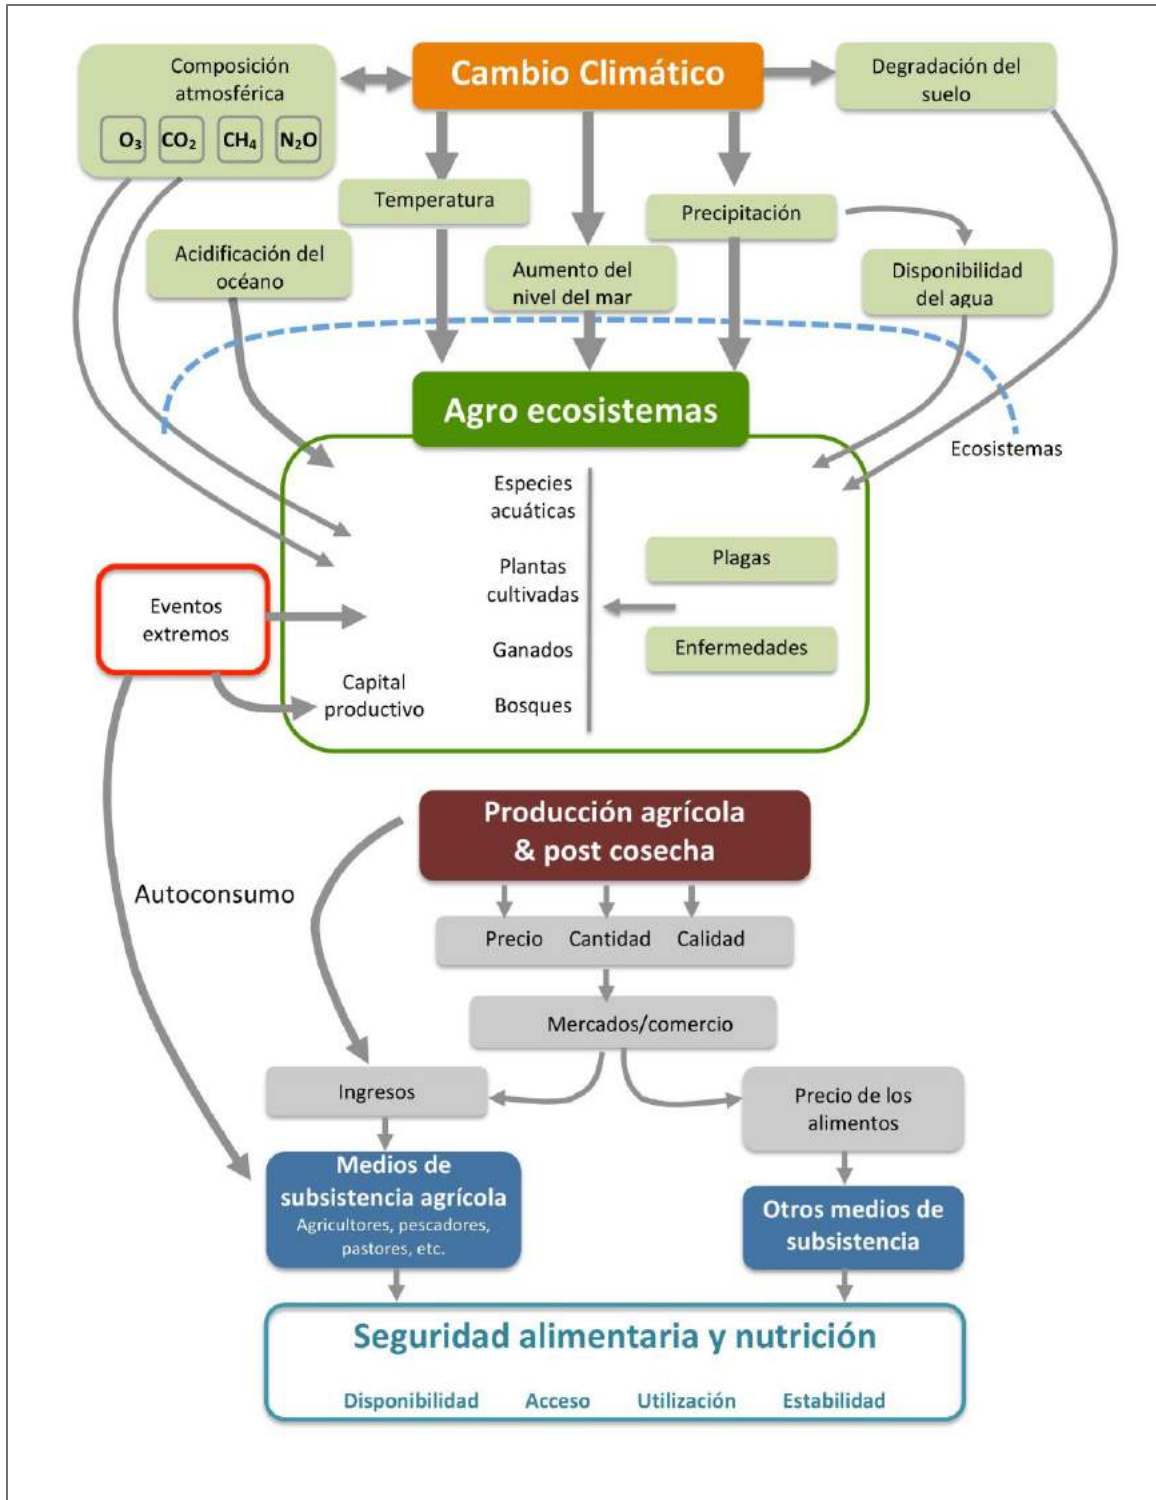 Composición
atmosférica
O₃ CO₂ CH₄ N₂O
Cambio Climático
Degradación del
suelo
Temperatura
Precipitación
Acidificación del
océano
Aumento del
nivel del mar
Disponibilidad
del agua
Agro ecosistemas
Ecosistemas
Especies
acuáticas
Plantas
cultivadas
Ganados
Bosques
Plagas
Enfermedades
Eventos
extremos
Capital
productivo
Producción agrícola
& post cosecha
Autoconsumo
Precio Cantidad Calidad
Mercados/comercio
Ingresos
Precio de los
alimentos
Medios de
subsistencia agrícola
Agricultores, pescadores,
pastores, etc.
Otros medios de
subsistencia
Seguridad alimentaria y nutrición
Disponibilidad Acceso Utilización Estabilidad